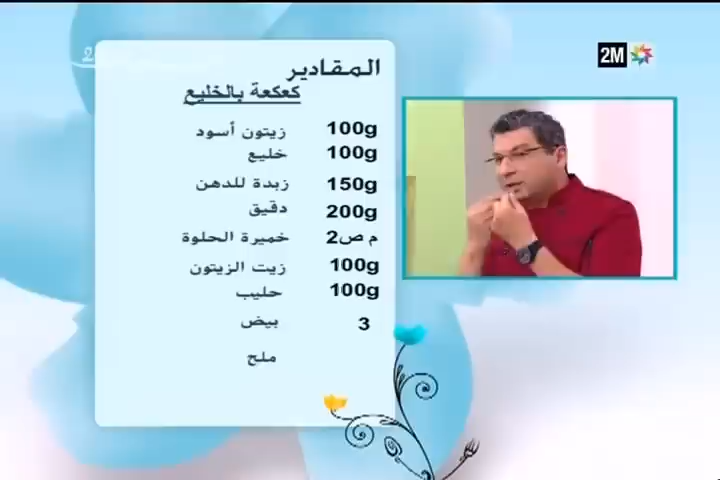 المقادير
كعكعة بالخليع
100g زيتون أسود
100g خليع
150g زبدة للدهن
200g دقيق
2م ص خميرة الحلوة
100g زيت الزيتون
100g حليب
3 بيض
ملح
2M